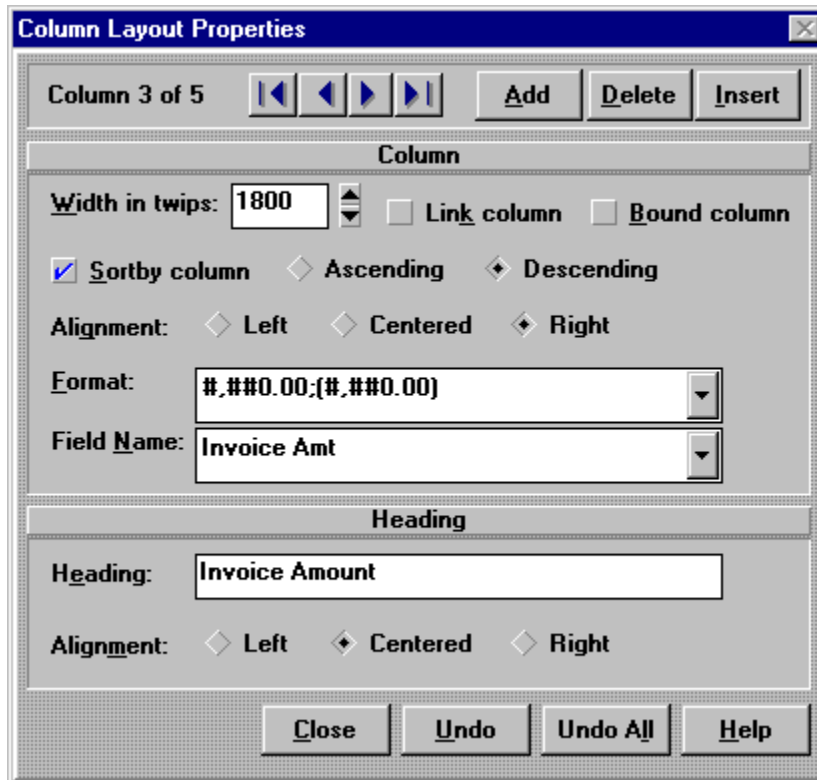 Column Layout Properties
Column 3 of 5 Add Delete Insert
Column
Width in twips: 1800 Link column Bound column
Sortby column Ascending Descending
Alignment: Left Centered Right
Format: #,##0.00;(#,##0.00)
Field Name: Invoice Amt
Heading
Heading: Invoice Amount
Alignment: Left Centered Right
Close Undo Undo All Help